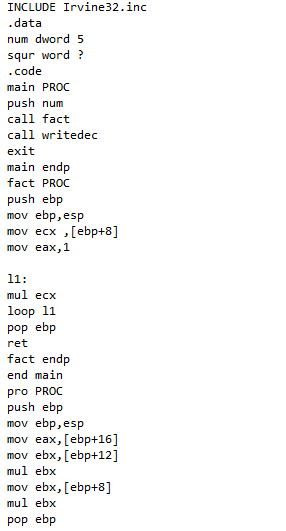 INCLUDE Irvine32.inc
.data
num dword 5
squr word ?
.code
main PROC
push num
call fact
call writedec
exit
main endp
fact PROC
push ebp
mov ebp,esp
mov ecx ,[ebp+8]
mov eax,1
l1:
mul ecx
loop l1
pop ebp
ret
fact endp
end main
pro PROC
push ebp
mov ebp,esp
mov eax,[ebp+16]
mov ebx,[ebp+12]
mul ebx
mov ebx,[ebp+8]
mul ebx
pop ebp